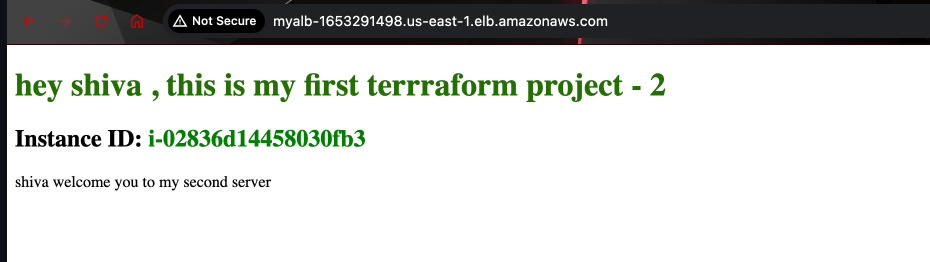 Not Secure myalb-1653291498.us-east-1.elb.amazonaws.com
hey shiva , this is my first terrraform project - 2
Instance ID: i-02836d14458030fb3
shiva welcome you to my second server